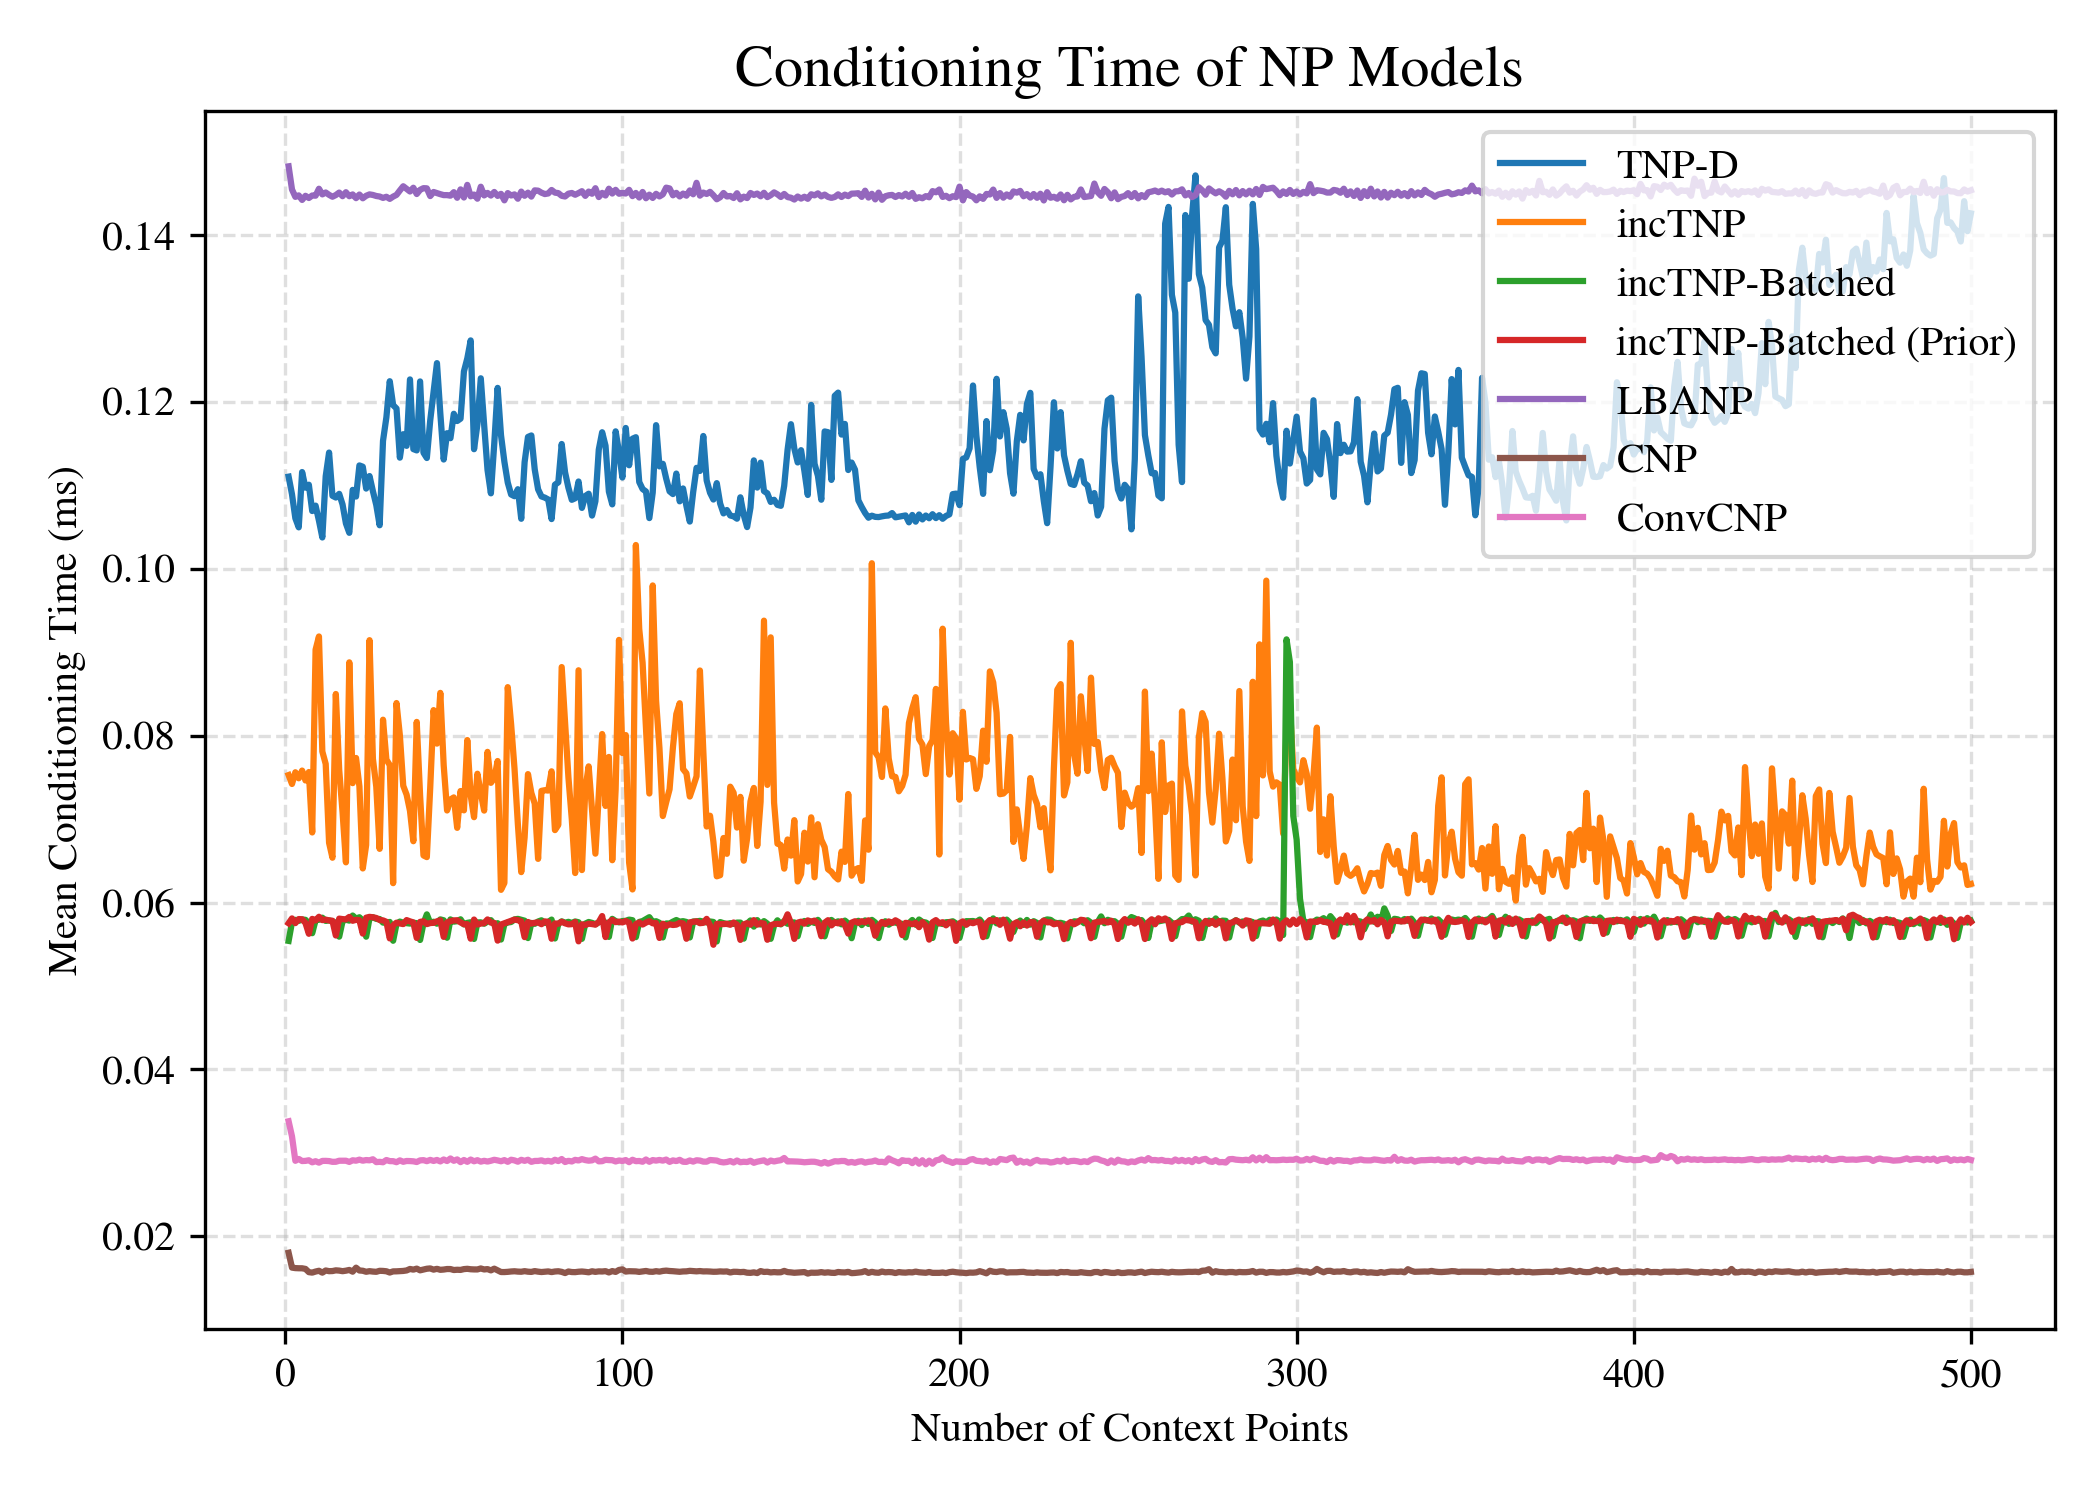 Conditioning Time of NP Models
Mean Conditioning Time (ms)
0.14
0.12
0.10
0.08
0.06
0.04
0.02
TNP-D
incTNP
incTNP-Batched
incTNP-Batched (Prior)
LBANP
CNP
ConvCNP
0 100 200 300 400 500
Number of Context Points